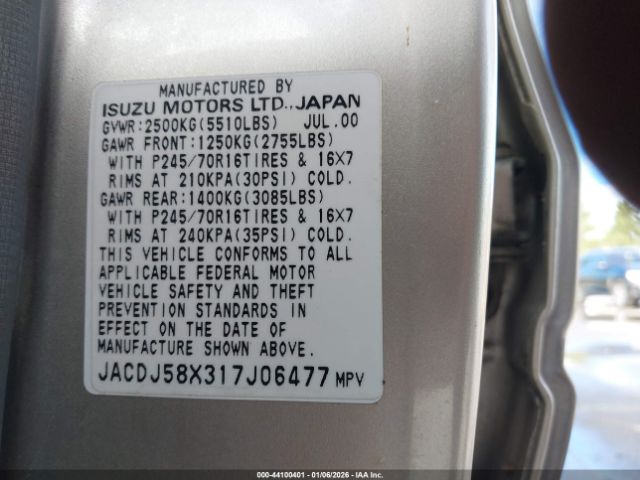 MANUFACTURED BY
ISUZU MOTORS LTD., JAPAN
GVWR:2500KG(5510LBS) JUL.00
GAWR FRONT:1250KG(2755LBS)
WITH P245/70R16TIRES & 16X7
RIMS AT 210KPA(30PSI) COLD.
GAWR REAR:1400KG(3085LBS)
WITH P245/70R16TIRES & 16X7
RIMS AT 240KPA(35PSI) COLD.
THIS VEHICLE CONFORMS TO ALL
APPLICABLE FEDERAL MOTOR
VEHICLE SAFETY AND THEFT
PREVENTION STANDARDS IN
EFFECT ON THE DATE OF
MANUFACTURE SHOWN ABOVE.
JACDJ58X317J06477 MPV
000-44100401 - 01/06/2026 - IAA Inc.